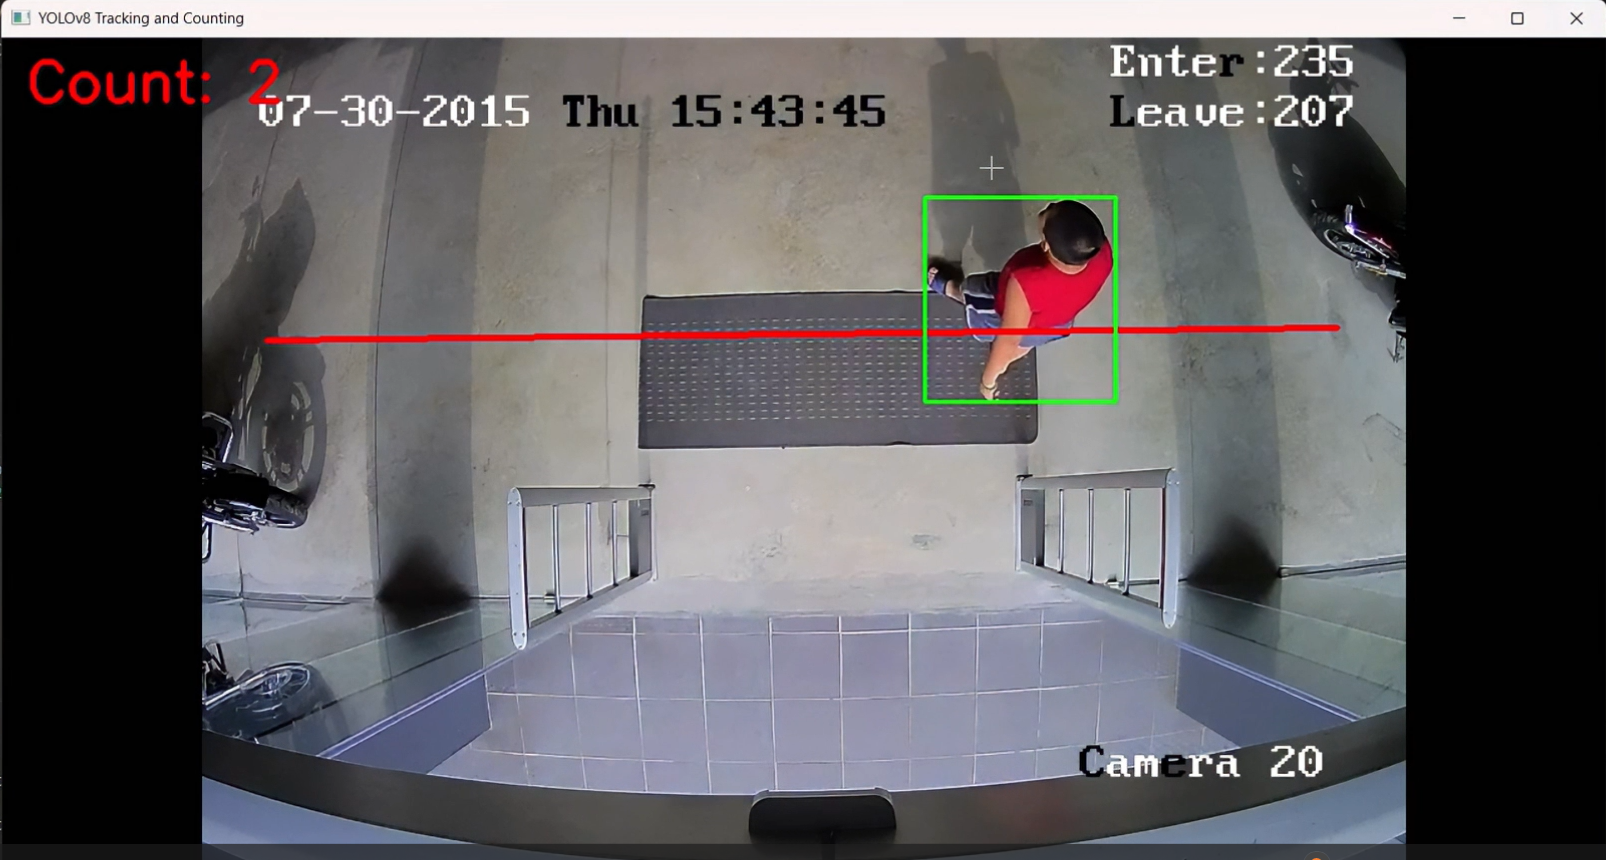 YOLOv8 Tracking and Counting
Count: 2
Enter:235
07-30-2015 Thu 15:43:45
Leave:207
Camera 20